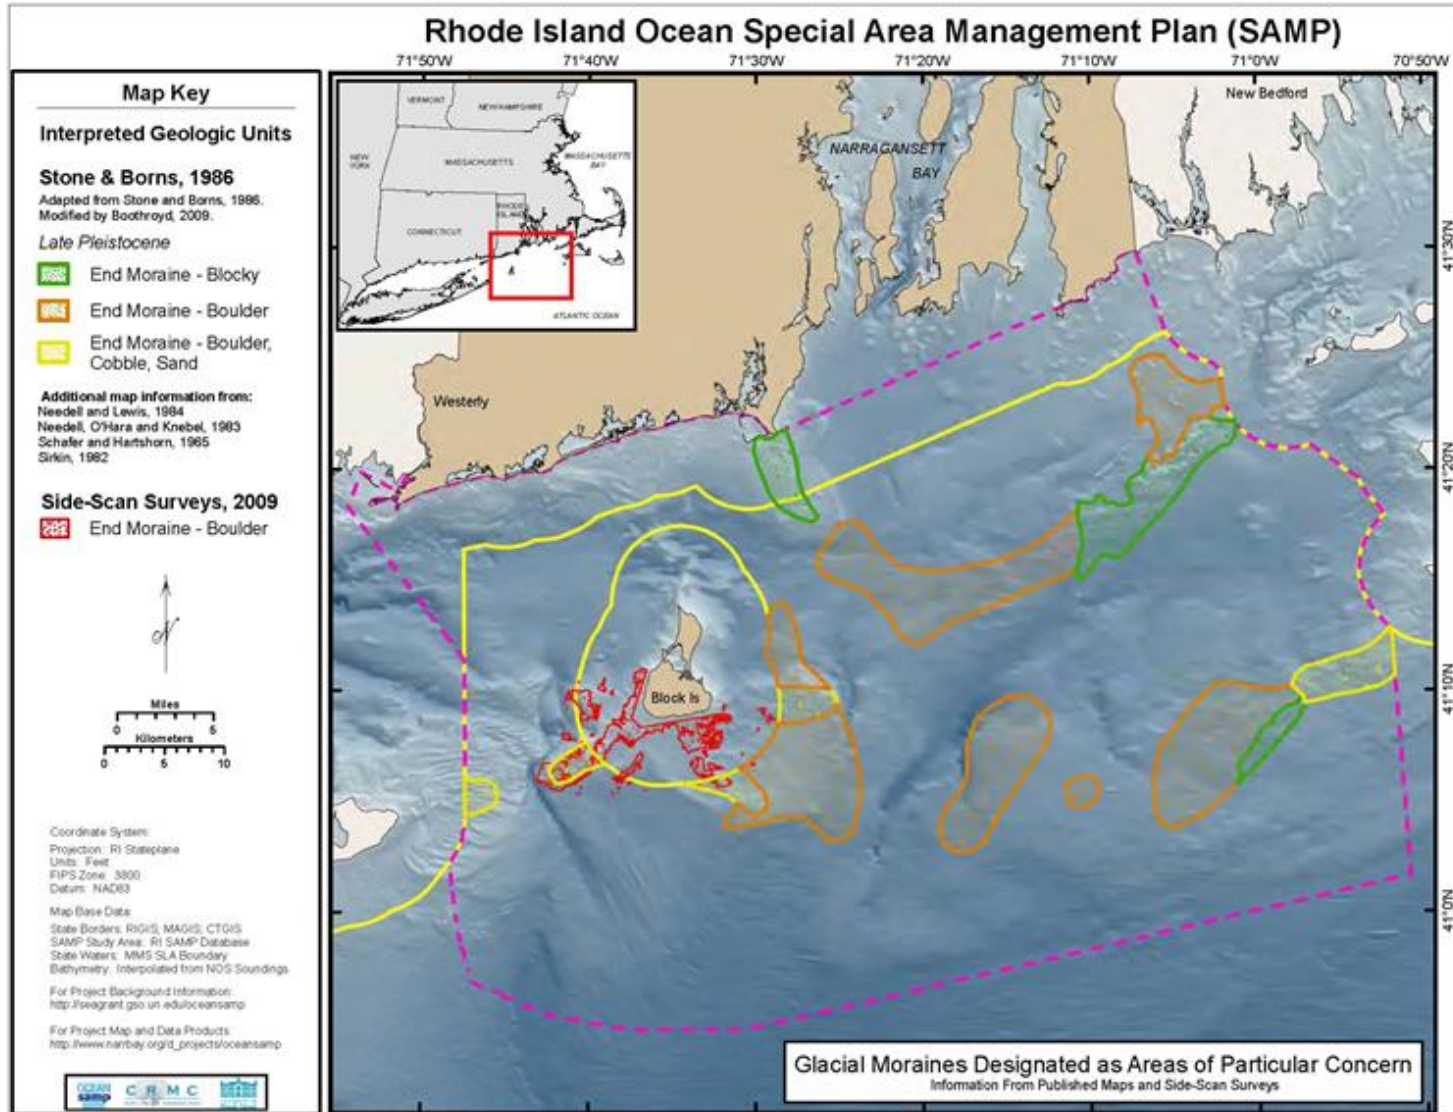 Rhode Island Ocean Special Area Management Plan (SAMP)
71°50'W 71°40'W 71°30'W 71°20'W 71°10'W 71°0'W 70°50'W
Map Key
Interpreted Geologic Units
Stone & Borns, 1986
Adapted from Stone and Borns, 1986.
Modified by Boothroyd, 2009.
Late Pleistocene
End Moraine - Blocky
End Moraine - Boulder
End Moraine - Boulder,
Cobble, Sand
Additional map information from:
Needell and Lewis, 1984
Needell, O'Hara and Knebel, 1983
Schafer and Hartshorn, 1965
Sirkin, 1982
Side-Scan Surveys, 2009
End Moraine - Boulder
N
Miles
0 5
Kilometers
0 5 10
Coordinate System:
Projection: RI Stateplane
Units: Feet
FIPS Zone: 3800
Datum: NAD83
Map Base Data:
State Borders: RIGIS, MAGIS, CTGIS
SAMP Study Area: RI SAMP Database
State Waters: MMS SLA Boundary
Bathymetry: Interpolated from NOS Soundings
For Project Background Information:
http://seagrant.gso.uri.edu/oceansamp
For Project Map and Data Products:
http://www.narrbay.org/d_projects/oceansamp
OCEAN
samp
CRMC
VERMONT
NEW HAMPSHIRE
NEW
YORK
MASSACHUSETTS
MASSACHUSETTS
BAY
RHODE
ISLAND
CONNECTICUT
ATLANTIC OCEAN
New Bedford
NARRAGANSETT
BAY
Westerly
Block Is
41°30'N
41°20'N
41°10'N
41°0'N
Glacial Moraines Designated as Areas of Particular Concern
Information From Published Maps and Side-Scan Surveys